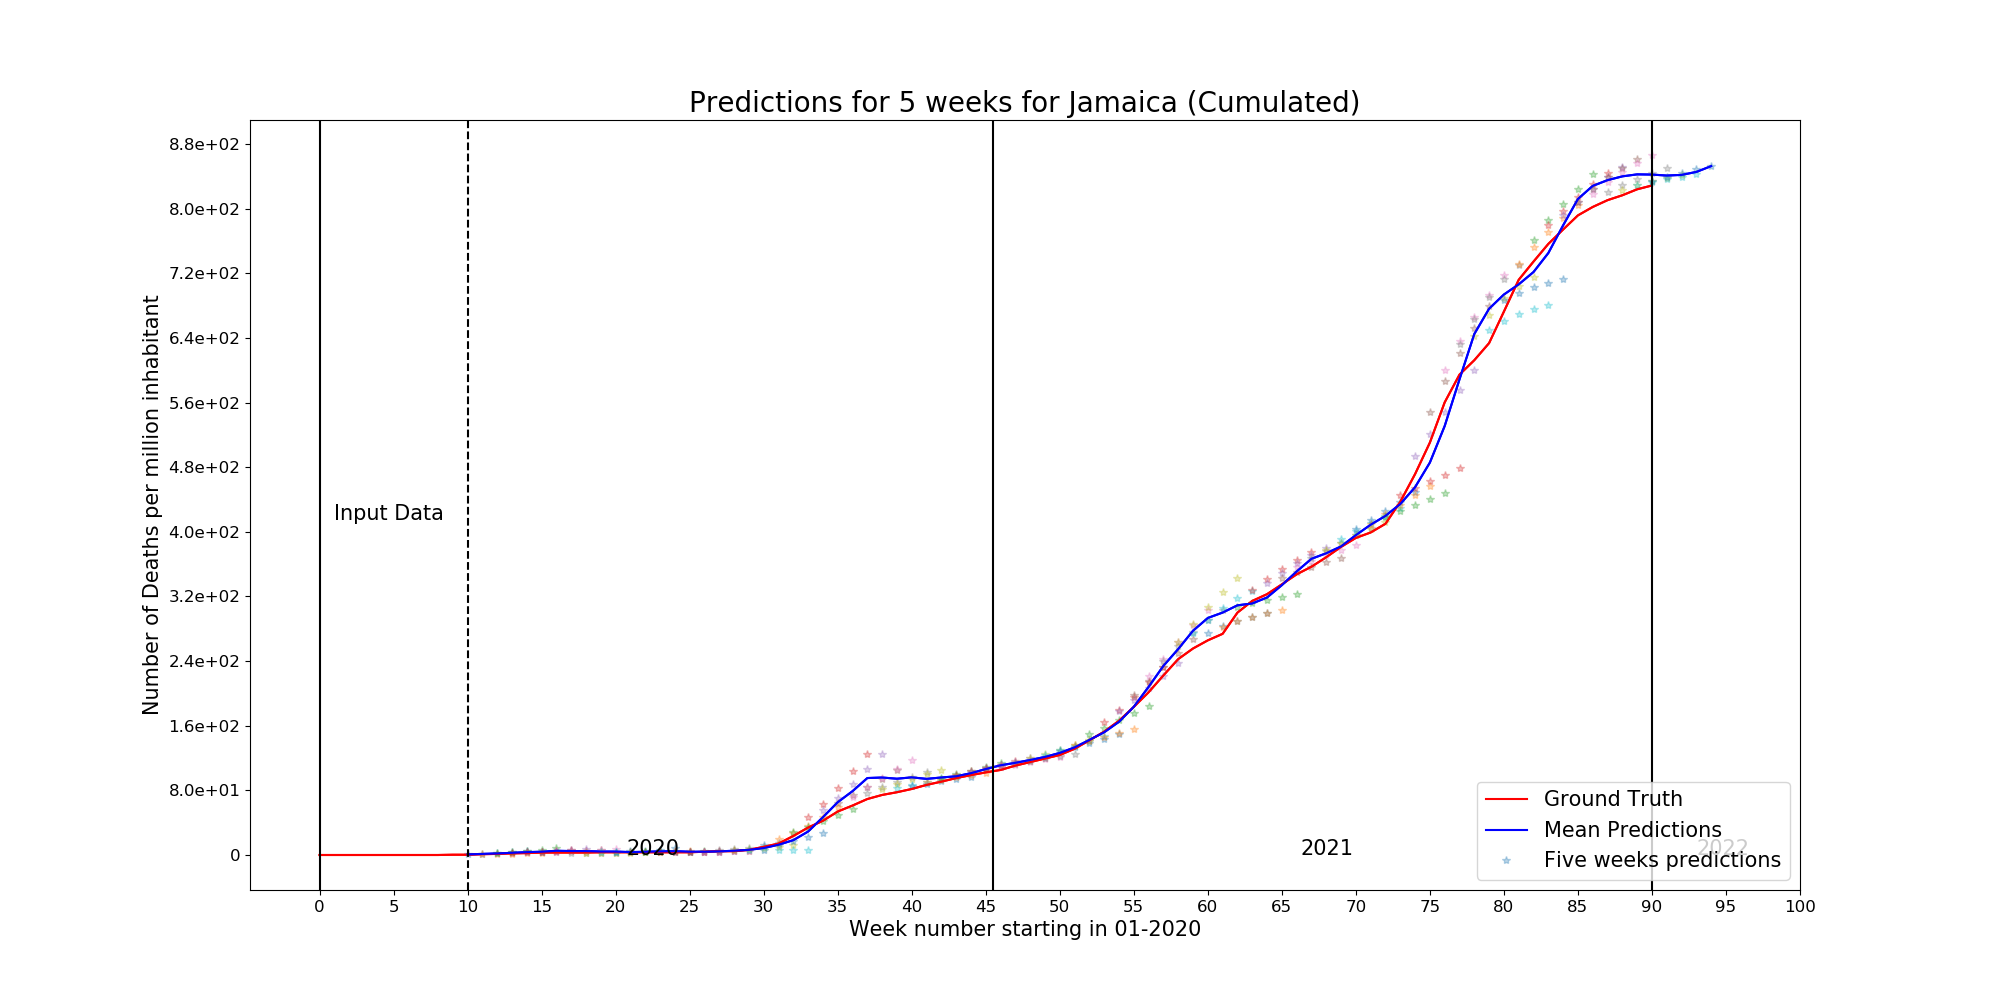 Predictions for 5 weeks for Jamaica (Cumulated)
Number of Deaths per million inhabitant
8.8e+02
8.0e+02
7.2e+02
6.4e+02
5.6e+02
4.8e+02
4.0e+02
3.2e+02
2.4e+02
1.6e+02
8.0e+01
0
Input Data
2020
2021
2022
Ground Truth
Mean Predictions
Five weeks predictions
0 5 10 15 20 25 30 35 40 45 50 55 60 65 70 75 80 85 90 95 100
Week number starting in 01-2020